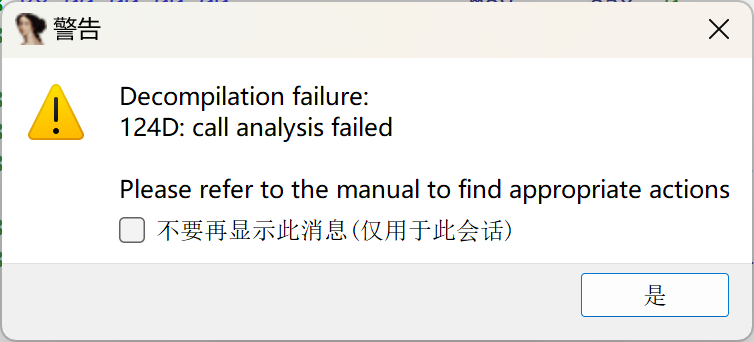 警告
Decompilation failure:
124D: call analysis failed
Please refer to the manual to find appropriate actions
不要再显示此消息(仅用于此会话)
是